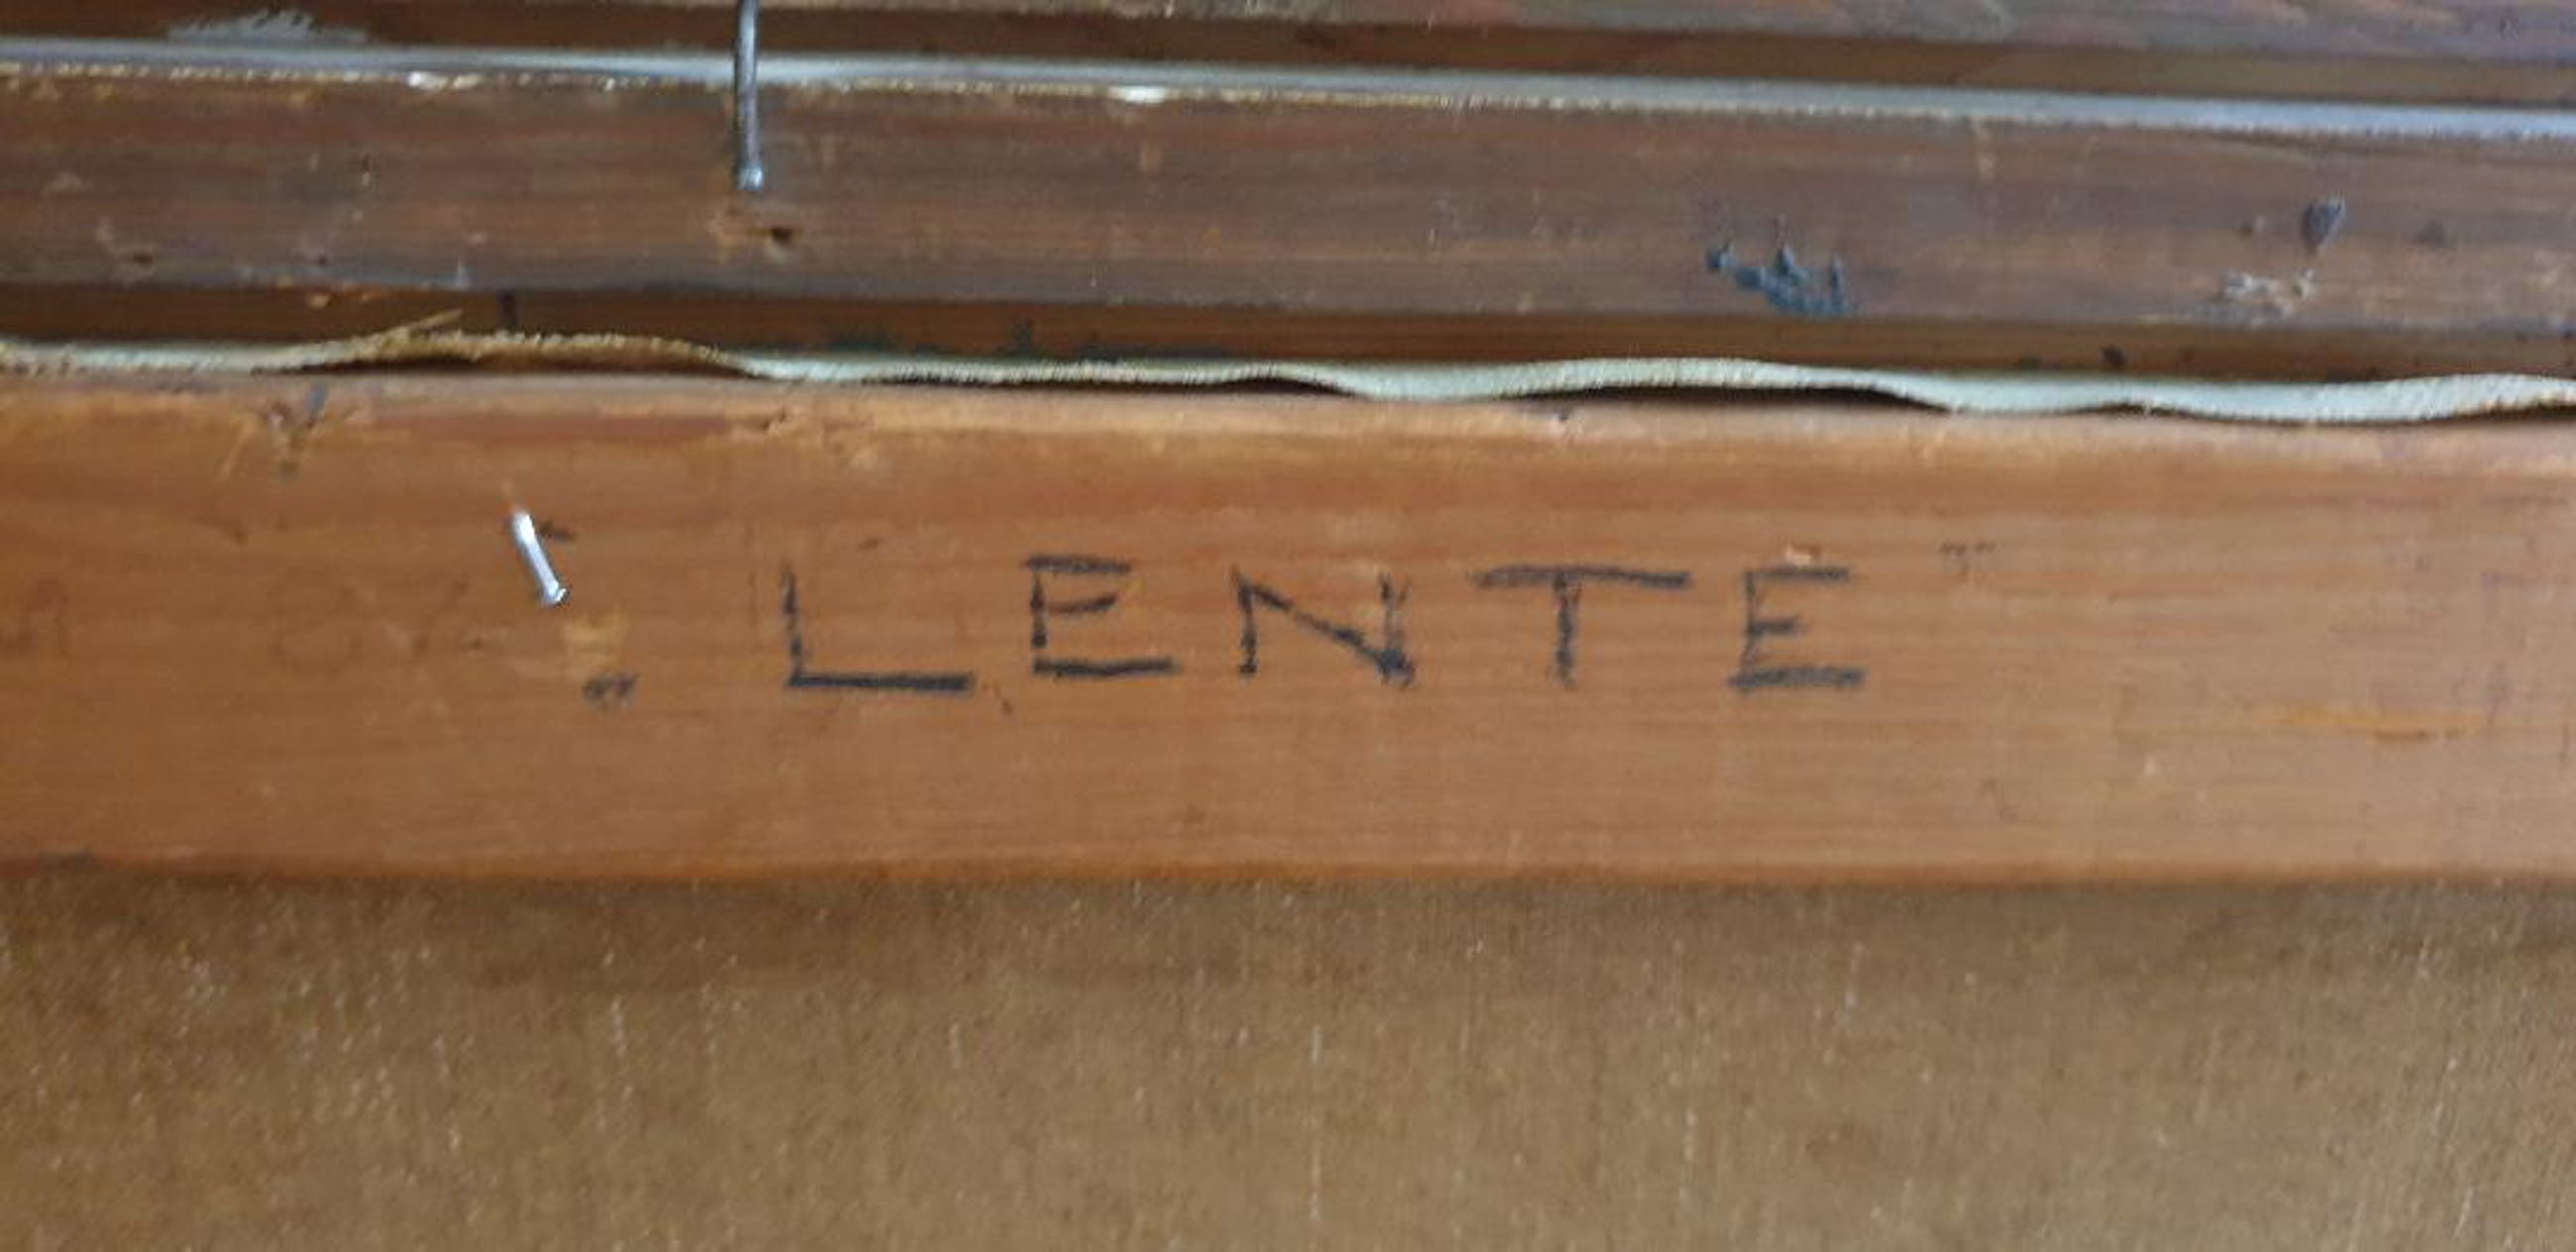 „ LENTE "